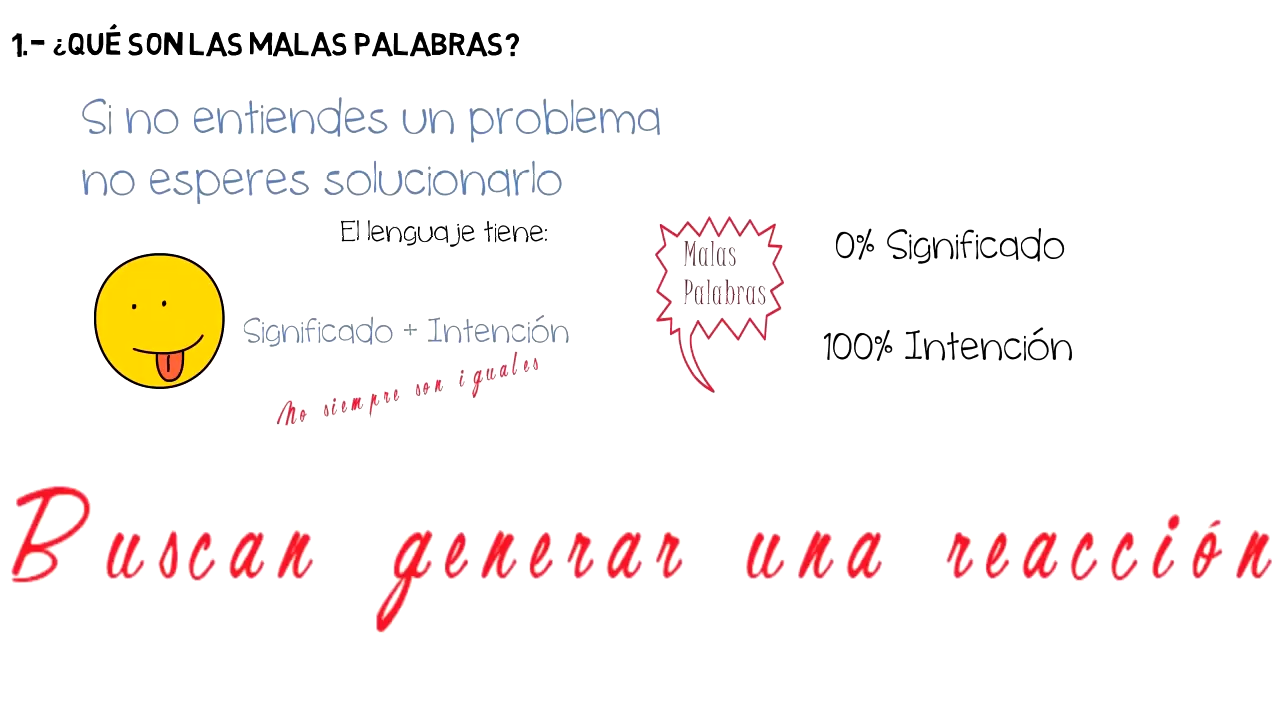 1.- ¿QUÉ SON LAS MALAS PALABRAS?
Si no entiendes un problema
no esperes solucionarlo
El lenguaje tiene:
Significado + Intención
No siempre son iguales
Malas
Palabras
0% Significado
100% Intención
Buscan generar una reacción